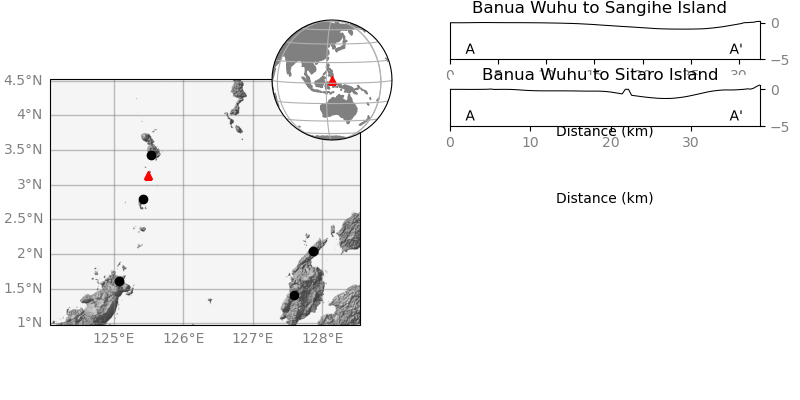 Banua Wuhu to Sangihe Island
0
A A'
−5
0 30
Banua Wuhu to Sitaro Island
0
A A'
−5
Distance (km)
0 10 20 30
Distance (km)
4.5°N
4°N
3.5°N
3°N
2.5°N
2°N
1.5°N
1°N
125°E 126°E 127°E 128°E